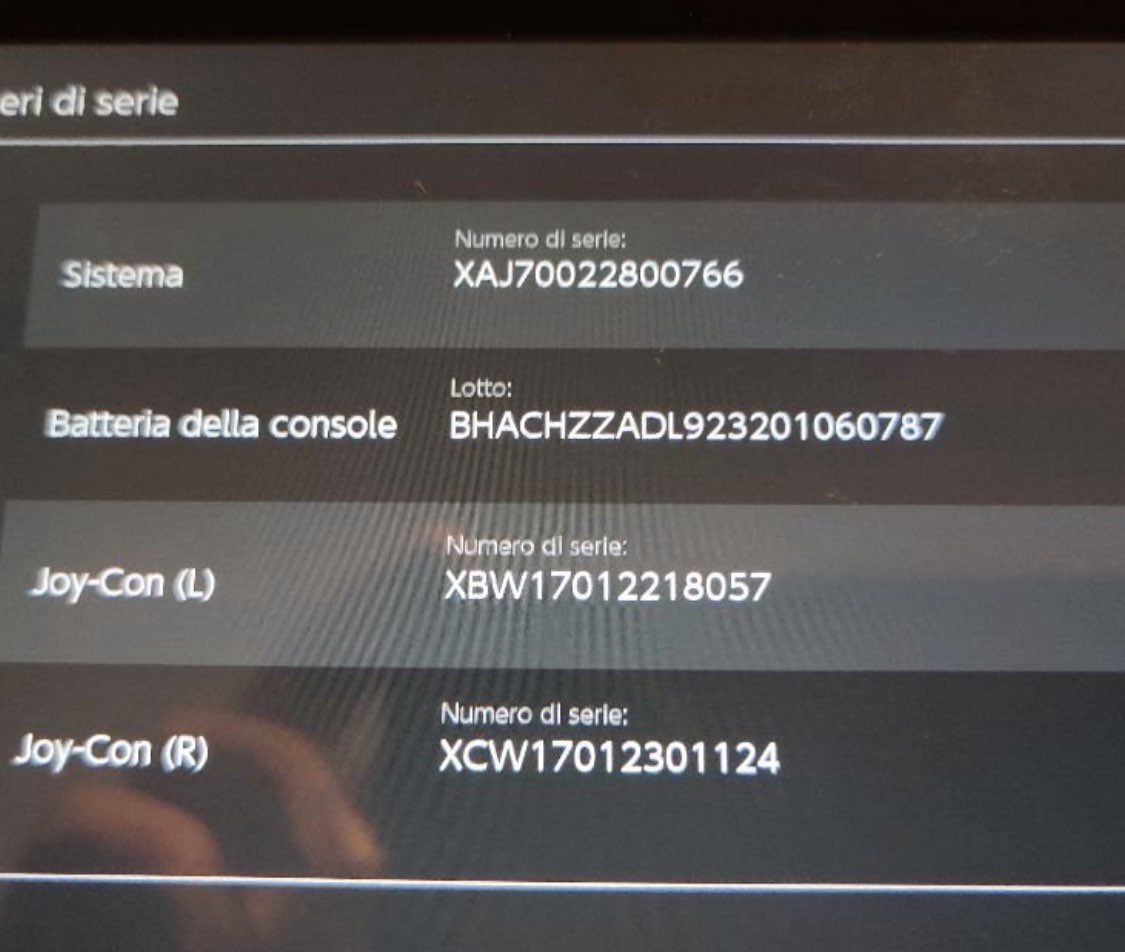 eri di serie
Numero di serie:
Sistema XAJ70022800766
Lotto:
Batteria della console BHACHZZADL923201060787
Numero di serie:
Joy-Con (L) XBW17012218057
Numero di serie:
Joy-Con (R) XCW17012301124